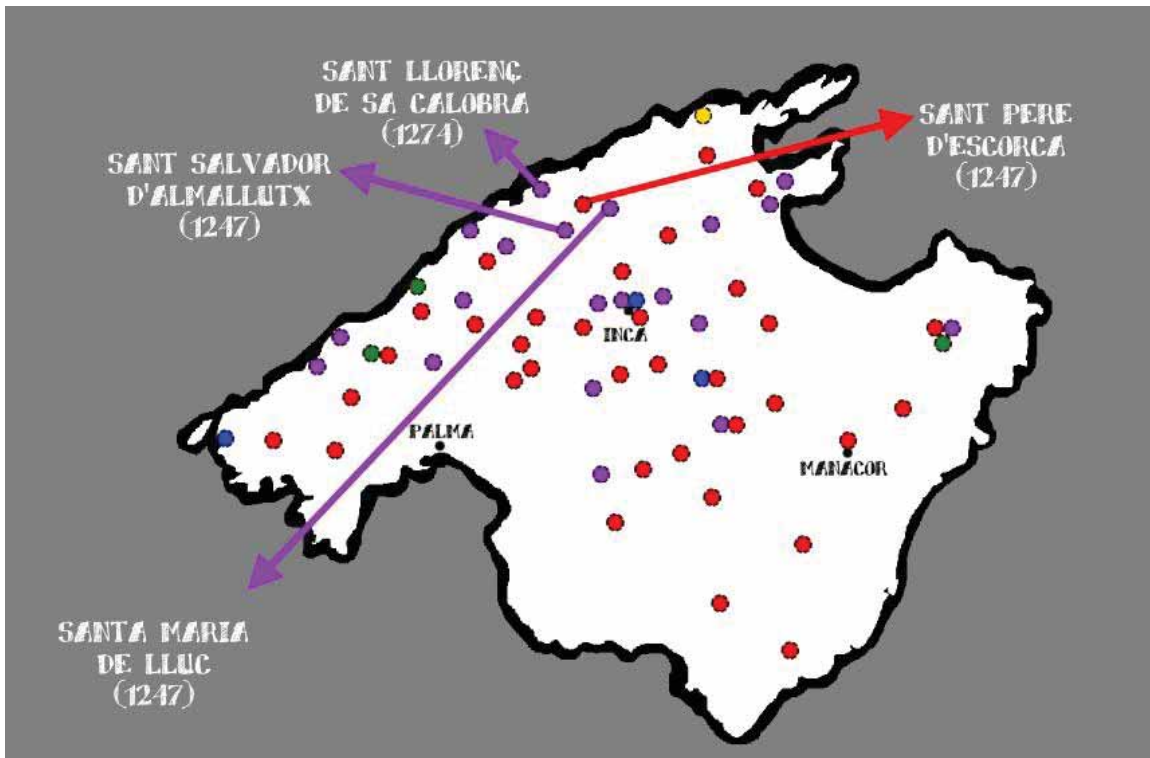 SANT LLORENÇ
DE SA CALOBRA
(1274)
SANT SALVADOR
D'ALMALLUTX
(1247)
SANT PERE
D'ESCORCA
(1247)
INCA
PALMA
MANACOR
SANTA MARIA
DE LLUC
(1247)